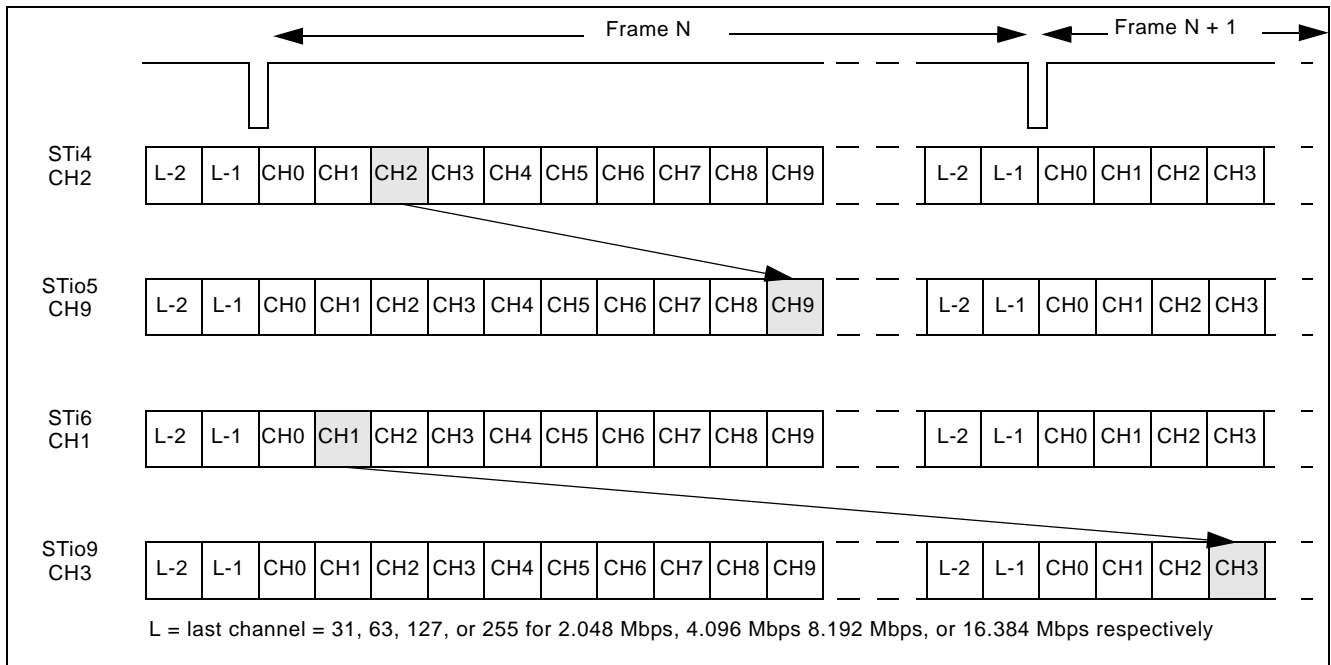 Frame N
Frame N + 1
STi4
CH2
L-2 L-1 CH0 CH1 CH2 CH3 CH4 CH5 CH6 CH7 CH8 CH9 L-2 L-1 CH0 CH1 CH2 CH3
STio5
CH9
L-2 L-1 CH0 CH1 CH2 CH3 CH4 CH5 CH6 CH7 CH8 CH9 L-2 L-1 CH0 CH1 CH2 CH3
STi6
CH1
L-2 L-1 CH0 CH1 CH2 CH3 CH4 CH5 CH6 CH7 CH8 CH9 L-2 L-1 CH0 CH1 CH2 CH3
STio9
CH3
L-2 L-1 CH0 CH1 CH2 CH3 CH4 CH5 CH6 CH7 CH8 CH9 L-2 L-1 CH0 CH1 CH2 CH3
L = last channel = 31, 63, 127, or 255 for 2.048 Mbps, 4.096 Mbps 8.192 Mbps, or 16.384 Mbps respectively